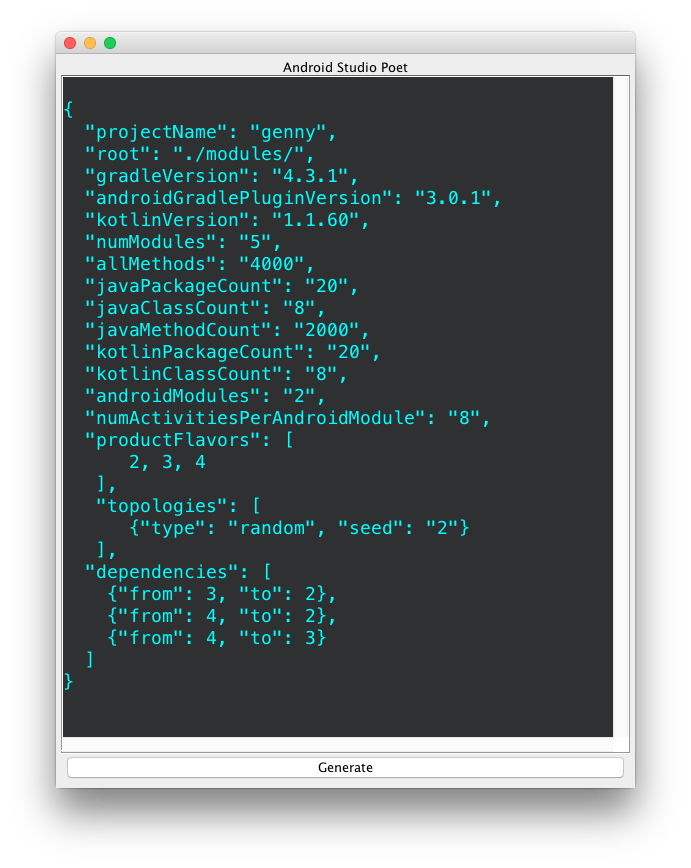 Android Studio Poet
{
  "projectName": "genny",
  "root": "./modules/",
  "gradleVersion": "4.3.1",
  "androidGradlePluginVersion": "3.0.1",
  "kotlinVersion": "1.1.60",
  "numModules": "5",
  "allMethods": "4000",
  "javaPackageCount": "20",
  "javaClassCount": "8",
  "javaMethodCount": "2000",
  "kotlinPackageCount": "20",
  "kotlinClassCount": "8",
  "androidModules": "2",
  "numActivitiesPerAndroidModule": "8",
  "productFlavors": [
      2, 3, 4
   ],
   "topologies": [
      {"type": "random", "seed": "2"}
   ],
  "dependencies": [
    {"from": 3, "to": 2},
    {"from": 4, "to": 2},
    {"from": 4, "to": 3}
  ]
}
Generate